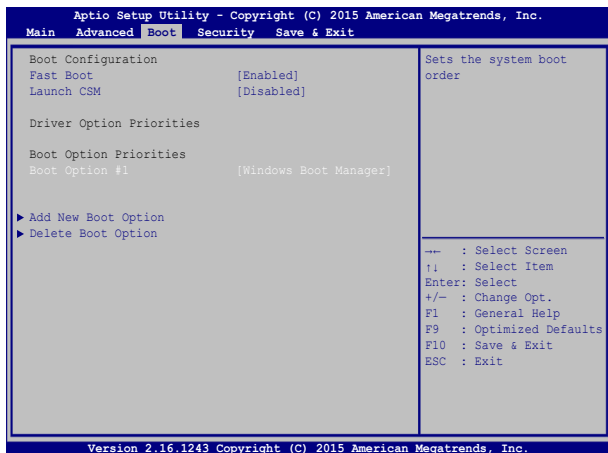 Aptio Setup Utility - Copyright (C) 2015 American Megatrends, Inc.
Main Advanced Boot Security Save & Exit
Boot Configuration
Fast Boot [Enabled]
Launch CSM [Disabled]
Driver Option Priorities
Boot Option Priorities
Boot Option #1 [Windows Boot Manager]
Add New Boot Option
Delete Boot Option
Sets the system boot
order
→← : Select Screen
↑↓ : Select Item
Enter: Select
+/— : Change Opt.
F1 : General Help
F9 : Optimized Defaults
F10 : Save & Exit
ESC : Exit
Version 2.16.1243 Copyright (C) 2015 American Megatrends, Inc.